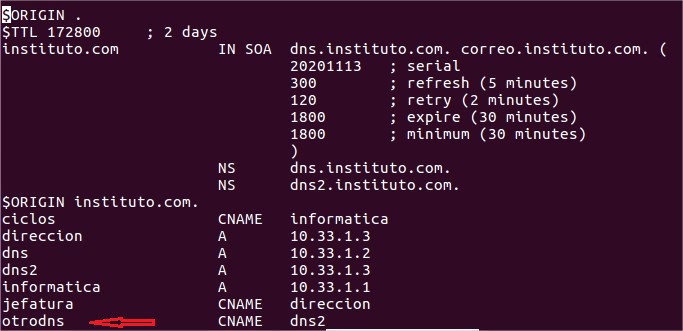 $ORIGIN .
$TTL 172800     ; 2 days
instituto.com           IN SOA  dns.instituto.com. correo.instituto.com. (
                                20201113   ; serial
                                300        ; refresh (5 minutes)
                                120        ; retry (2 minutes)
                                1800       ; expire (30 minutes)
                                1800       ; minimum (30 minutes)
                                )
                        NS      dns.instituto.com.
                        NS      dns2.instituto.com.
$ORIGIN instituto.com.
ciclos                  CNAME   informatica
direccion               A       10.33.1.3
dns                     A       10.33.1.2
dns2                    A       10.33.1.3
informatica             A       10.33.1.1
jefatura                CNAME   direccion
otrodns                 CNAME   dns2